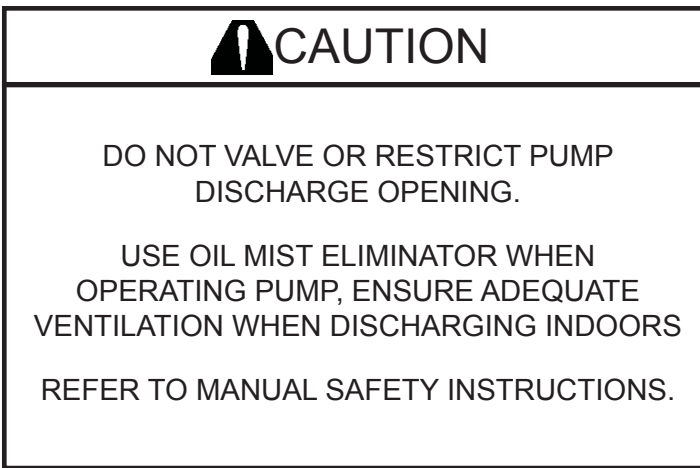 CAUTION
DO NOT VALVE OR RESTRICT PUMP
DISCHARGE OPENING.
USE OIL MIST ELIMINATOR WHEN
OPERATING PUMP, ENSURE ADEQUATE
VENTILATION WHEN DISCHARGING INDOORS
REFER TO MANUAL SAFETY INSTRUCTIONS.